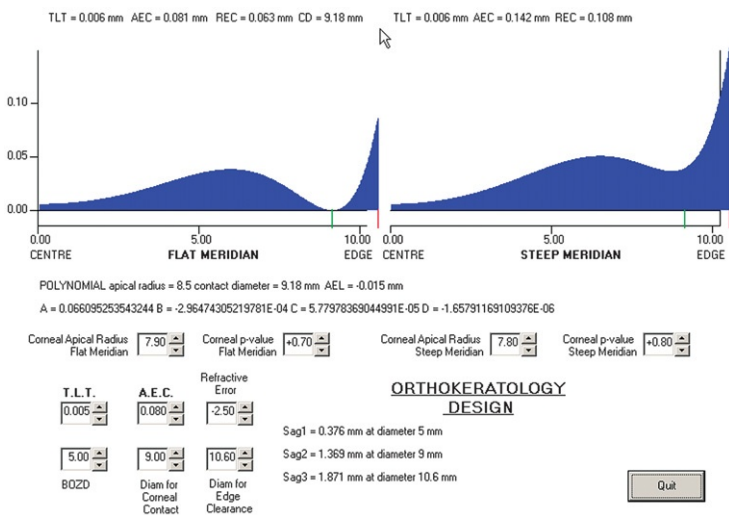 TLT = 0.006 mm AEC = 0.081 mm REC = 0.063 mm CD = 9.18 mm
TLT = 0.006 mm AEC = 0.142 mm REC = 0.108 mm
0.10
0.05
0.00
0.00 5.00 10.00
CENTRE FLAT MERIDIAN EDGE
0.00 5.00 10.00
CENTRE STEEP MERIDIAN EDGE
POLYNOMIAL apical radius = 8.5 contact diameter = 9.18 mm AEL = -0.015 mm
A = 0.066095253543244 B = -2.96474305219781E-04 C = 5.77978369044991E-05 D = -1.65791169109376E-06
Corneal Apical Radius Flat Meridian 7.90
Corneal p-value Flat Meridian +0.70
Corneal Apical Radius Steep Meridian 7.80
Corneal p-value Steep Meridian +0.80
T.L.T. 0.005
A.E.C. 0.080
Refractive Error -2.50
5.00 BOZD
9.00 Diam for Corneal Contact
10.60 Diam for Edge Clearance
ORTHOKERATOLOGY
DESIGN
Sag1 = 0.376 mm at diameter 5 mm
Sag2 = 1.369 mm at diameter 9 mm
Sag3 = 1.871 mm at diameter 10.6 mm
Quit